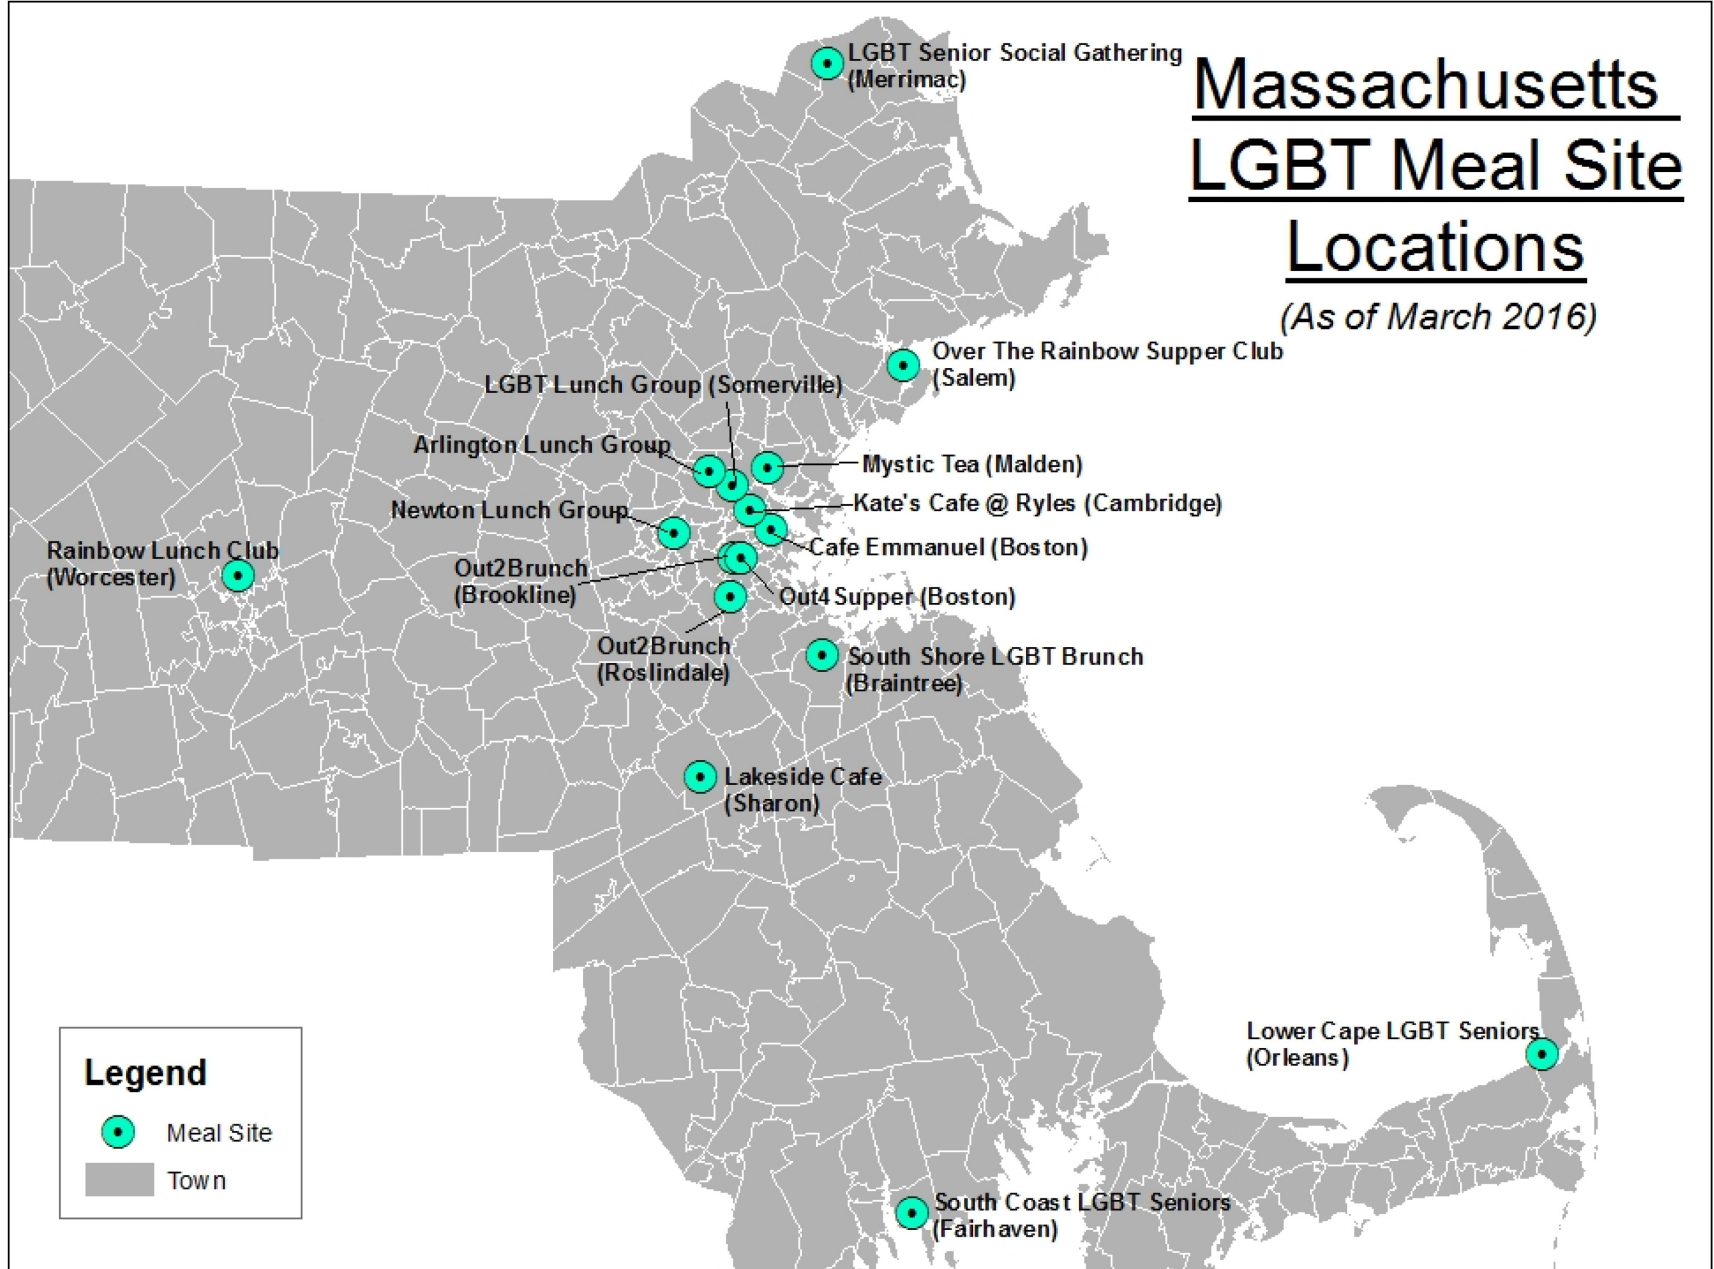 LGBT Senior Social Gathering
(Merrimac)
Massachusetts
LGBT Meal Site
Locations
(As of March 2016)
Over The Rainbow Supper Club
(Salem)
LGBT Lunch Group (Somerville)
Arlington Lunch Group
Mystic Tea (Malden)
Kate's Cafe @ Ryles (Cambridge)
Newton Lunch Group
Cafe Emmanuel (Boston)
Rainbow Lunch Club
(Worcester)
Out2Brunch
(Brookline)
Out4 Supper (Boston)
Out2Brunch
(Roslindale)
South Shore LGBT Brunch
(Braintree)
Lakeside Cafe
(Sharon)
Lower Cape LGBT Seniors
(Orleans)
Legend
Meal Site
Town
South Coast LGBT Seniors
(Fairhaven)